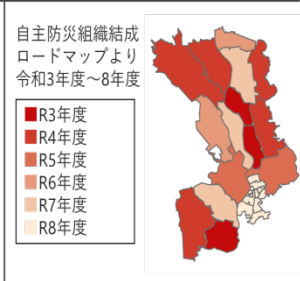 自主防災組織結成
ロードマップより
令和3年度～8年度
R3年度
R4年度
R5年度
R6年度
R7年度
R8年度